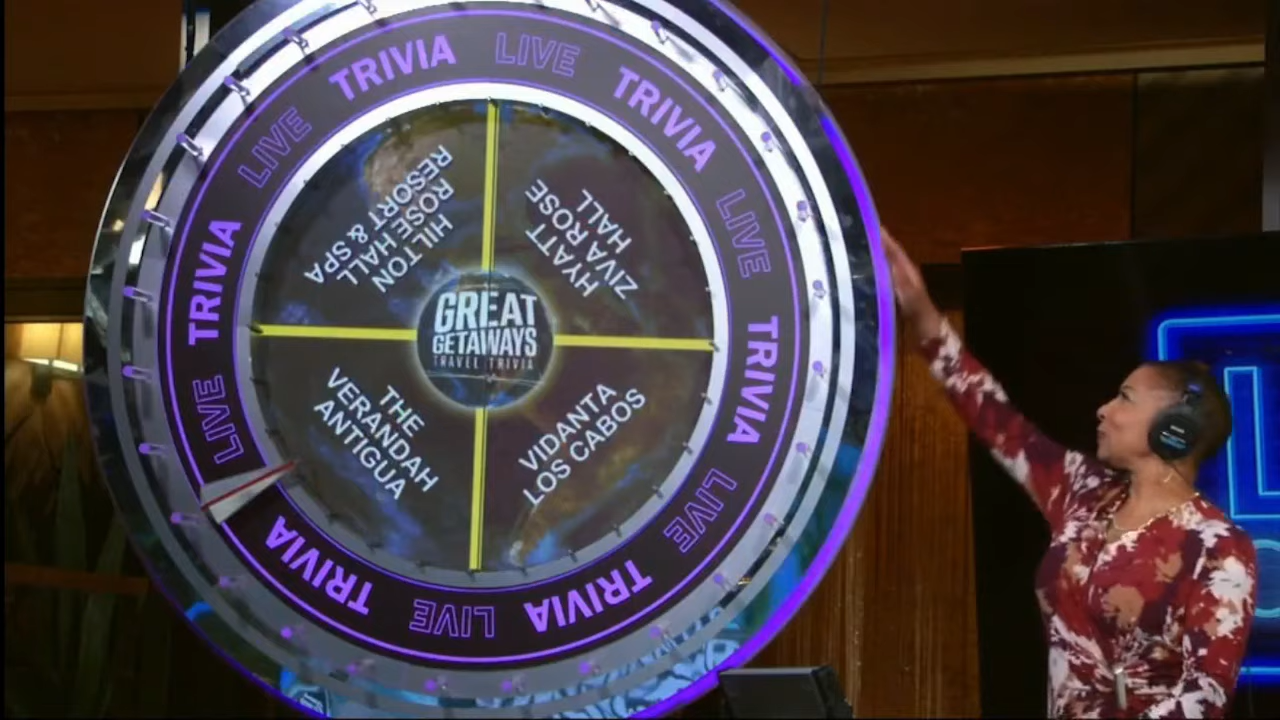 TRIVIA
LIVE
TRIVIA
LIVE
TRIVIA
LIVE
TRIVIA
LIVE
TRIVIA
LIVE
TRIVIA
LIVE
HILTON
ROSE HALL
RESORT & SPA
HYATT
ZIVA ROSE
HALL
GREAT
GETAWAYS
TRAVEL TRIVIA
THE
VERANDAH
ANTIGUA
VIDANTA
LOS CABOS